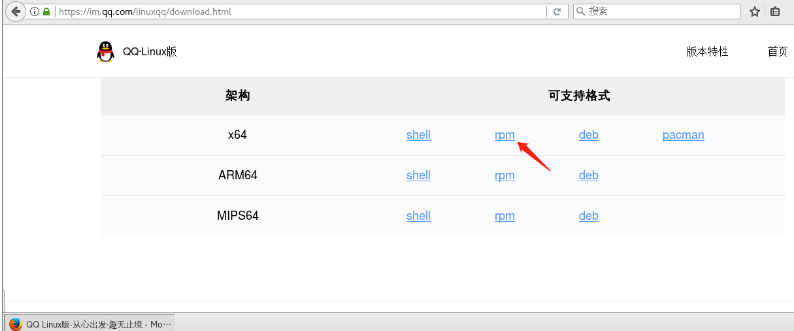 https://im.qq.com/linuxqq/download.html
搜索
QQ·Linux版 版本特性 首页
架构 可支持格式
x64 shell rpm deb pacman
ARM64 shell rpm deb
MIPS64 shell rpm deb
QQ Linux版-从心出发·趣无止境 - Mo…